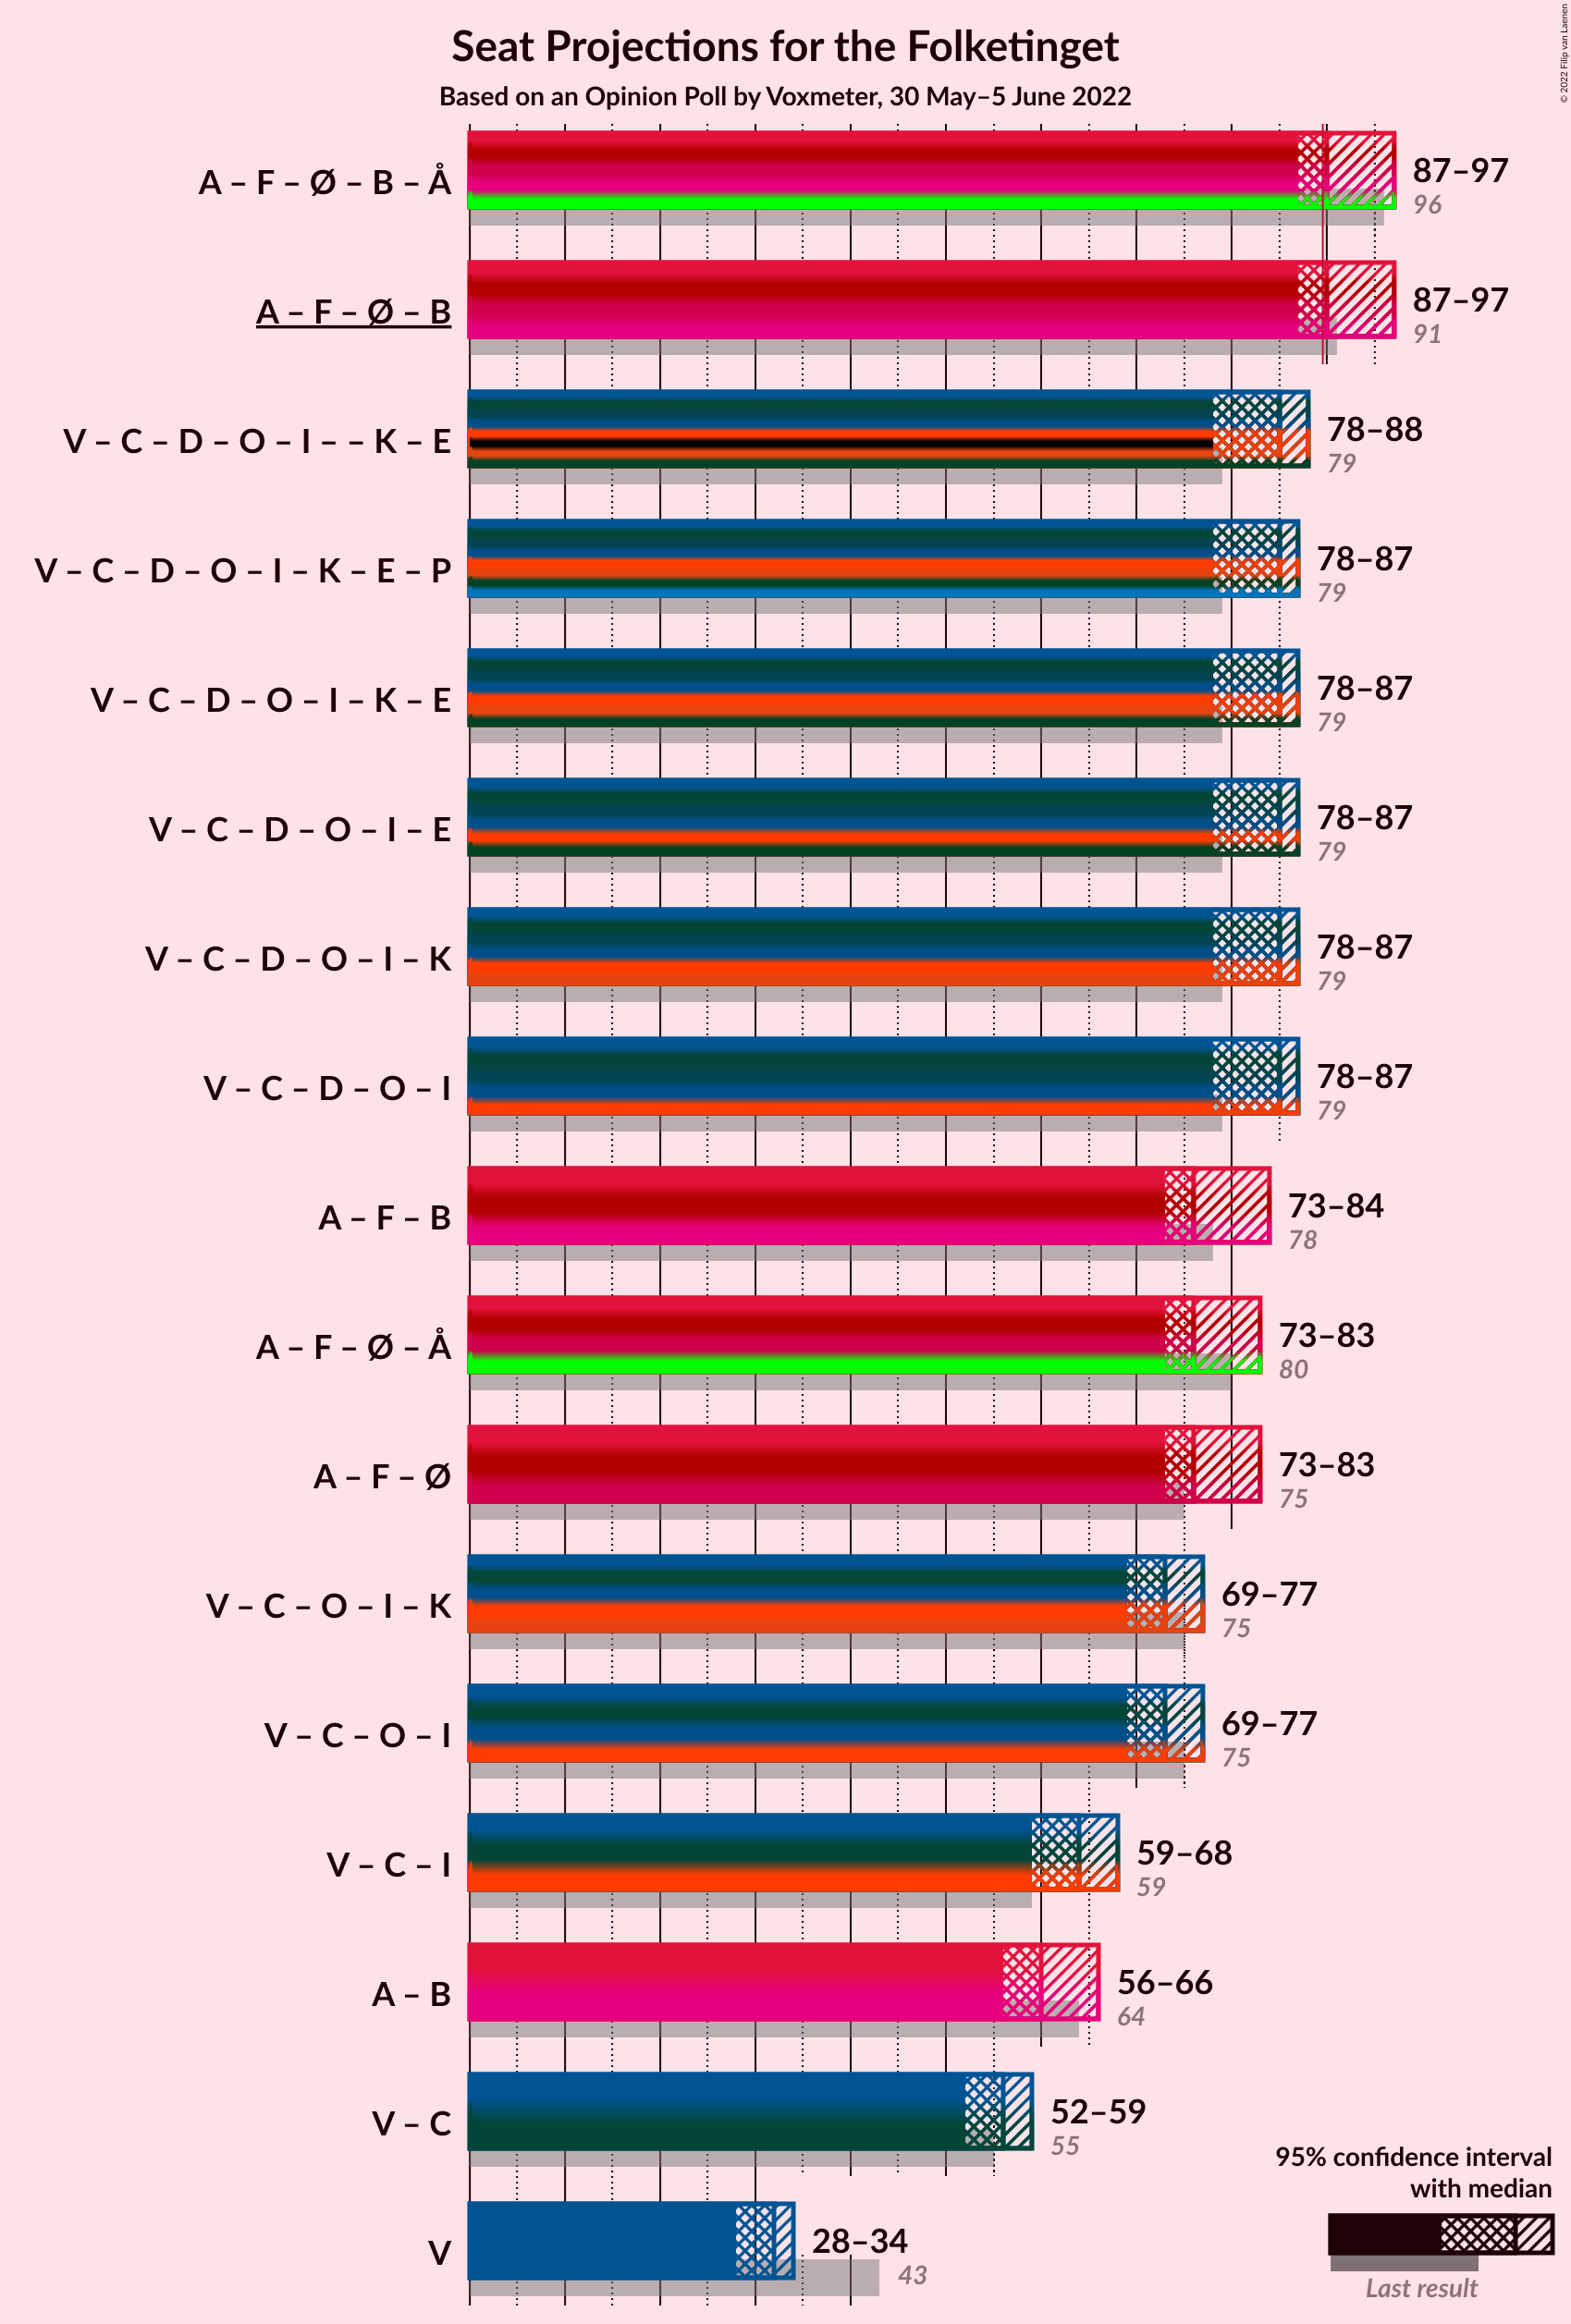 Seat Projections for the Folketinget
Based on an Opinion Poll by Voxmeter, 30 May–5 June 2022
© 2022 Filip van Laenen
A – F – Ø – B – Å
87–97
96
A – F – Ø – B
87–97
91
V – C – D – O – I – – K – E
78–88
79
V – C – D – O – I – K – E – P
78–87
79
V – C – D – O – I – K – E
78–87
79
V – C – D – O – I – E
78–87
79
V – C – D – O – I – K
78–87
79
V – C – D – O – I
78–87
79
A – F – B
73–84
78
A – F – Ø – Å
73–83
80
A – F – Ø
73–83
75
V – C – O – I – K
69–77
75
V – C – O – I
69–77
75
V – C – I
59–68
59
A – B
56–66
64
V – C
52–59
55
V
28–34
43
95% confidence interval
with median
Last result